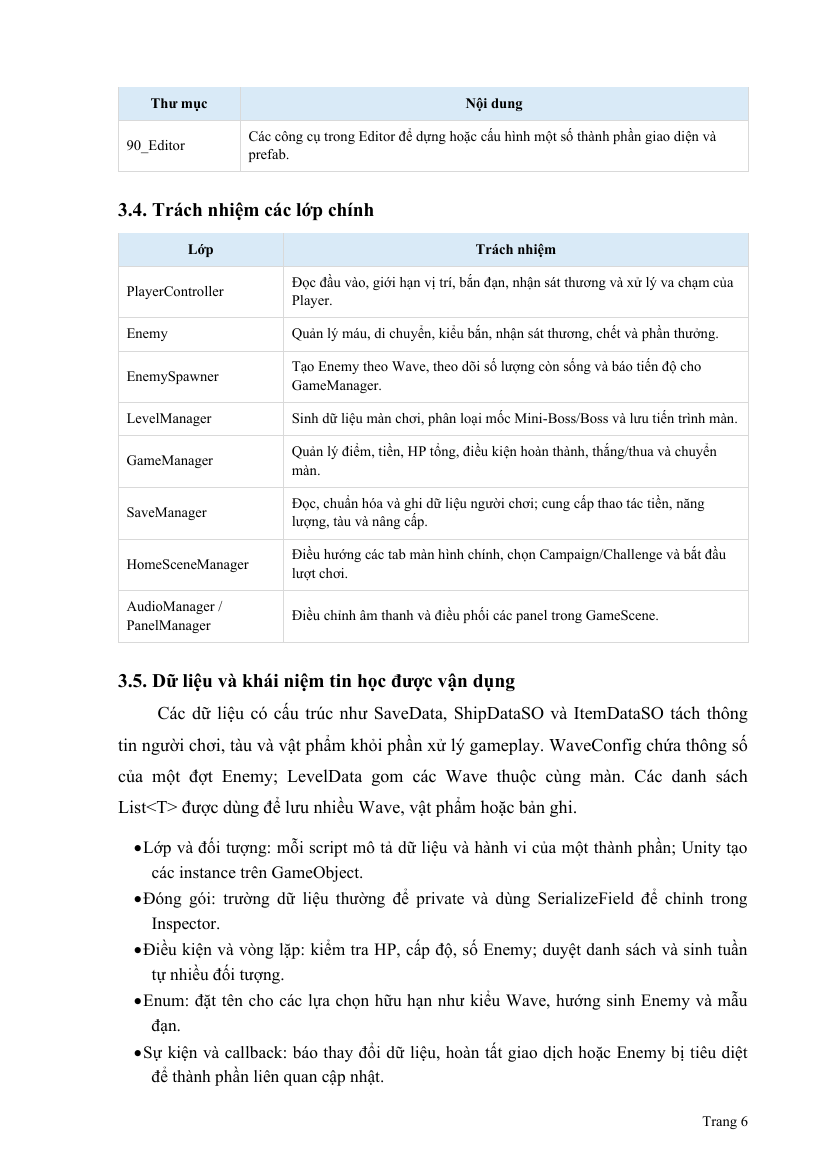 Thư mục Nội dung
90_Editor
Các công cụ trong Editor để dựng hoặc cấu hình một số thành phần giao diện và
prefab.
3.4. Trách nhiệm các lớp chính
Lớp Trách nhiệm
PlayerController
Đọc đầu vào, giới hạn vị trí, bắn đạn, nhận sát thương và xử lý va chạm của
Player.
Enemy Quản lý máu, di chuyển, kiểu bắn, nhận sát thương, chết và phần thưởng.
EnemySpawner
Tạo Enemy theo Wave, theo dõi số lượng còn sống và báo tiến độ cho
GameManager.
LevelManager Sinh dữ liệu màn chơi, phân loại mốc Mini-Boss/Boss và lưu tiến trình màn.
GameManager
Quản lý điểm, tiền, HP tổng, điều kiện hoàn thành, thắng/thua và chuyển
màn.
SaveManager
Đọc, chuẩn hóa và ghi dữ liệu người chơi; cung cấp thao tác tiền, năng
lượng, tàu và nâng cấp.
HomeSceneManager
Điều hướng các tab màn hình chính, chọn Campaign/Challenge và bắt đầu
lượt chơi.
AudioManager /
PanelManager
Điều chỉnh âm thanh và điều phối các panel trong GameScene.
3.5. Dữ liệu và khái niệm tin học được vận dụng
Các dữ liệu có cấu trúc như SaveData, ShipDataSO và ItemDataSO tách thông
tin người chơi, tàu và vật phẩm khỏi phần xử lý gameplay. WaveConfig chứa thông số
của một đợt Enemy; LevelData gom các Wave thuộc cùng màn. Các danh sách
List<T> được dùng để lưu nhiều Wave, vật phẩm hoặc bản ghi.
•Lớp và đối tượng: mỗi script mô tả dữ liệu và hành vi của một thành phần; Unity tạo
các instance trên GameObject.
•Đóng gói: trường dữ liệu thường để private và dùng SerializeField để chỉnh trong
Inspector.
•Điều kiện và vòng lặp: kiểm tra HP, cấp độ, số Enemy; duyệt danh sách và sinh tuần
tự nhiều đối tượng.
•Enum: đặt tên cho các lựa chọn hữu hạn như kiểu Wave, hướng sinh Enemy và mẫu
đạn.
•Sự kiện và callback: báo thay đổi dữ liệu, hoàn tất giao dịch hoặc Enemy bị tiêu diệt
để thành phần liên quan cập nhật.
Trang 6